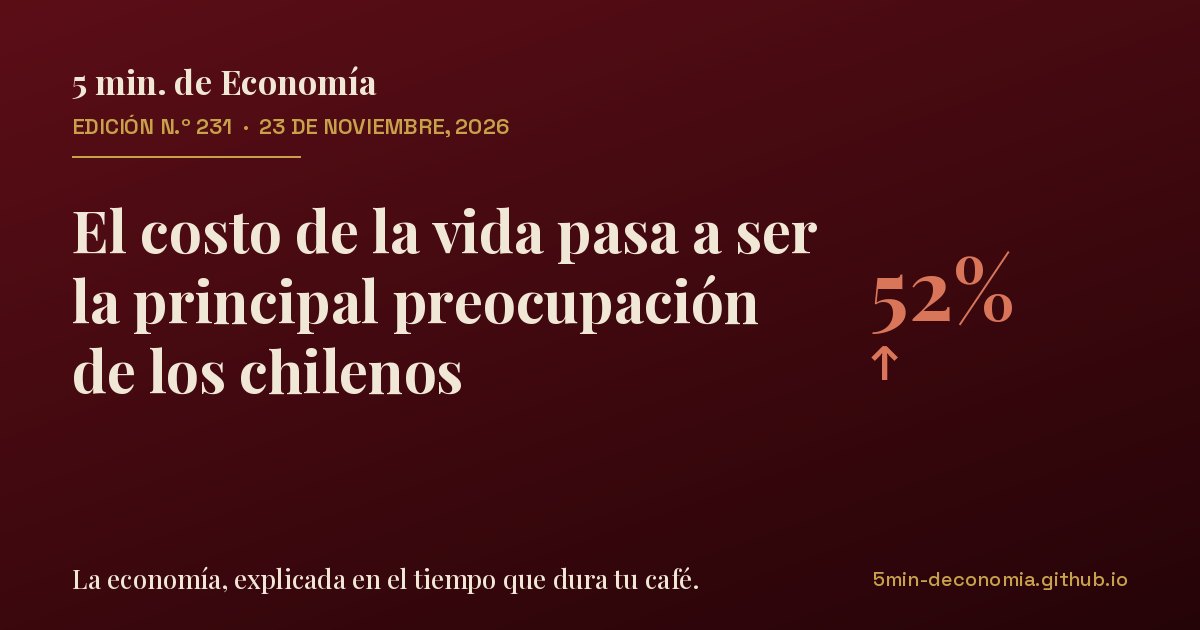 5 min. de Economía
EDICIÓN N.º 231 · 23 DE NOVIEMBRE, 2026
El costo de la vida pasa a ser
la principal preocupación
de los chilenos
52%
↑
La economía, explicada en el tiempo que dura tu café.
5min-deconomia.github.io